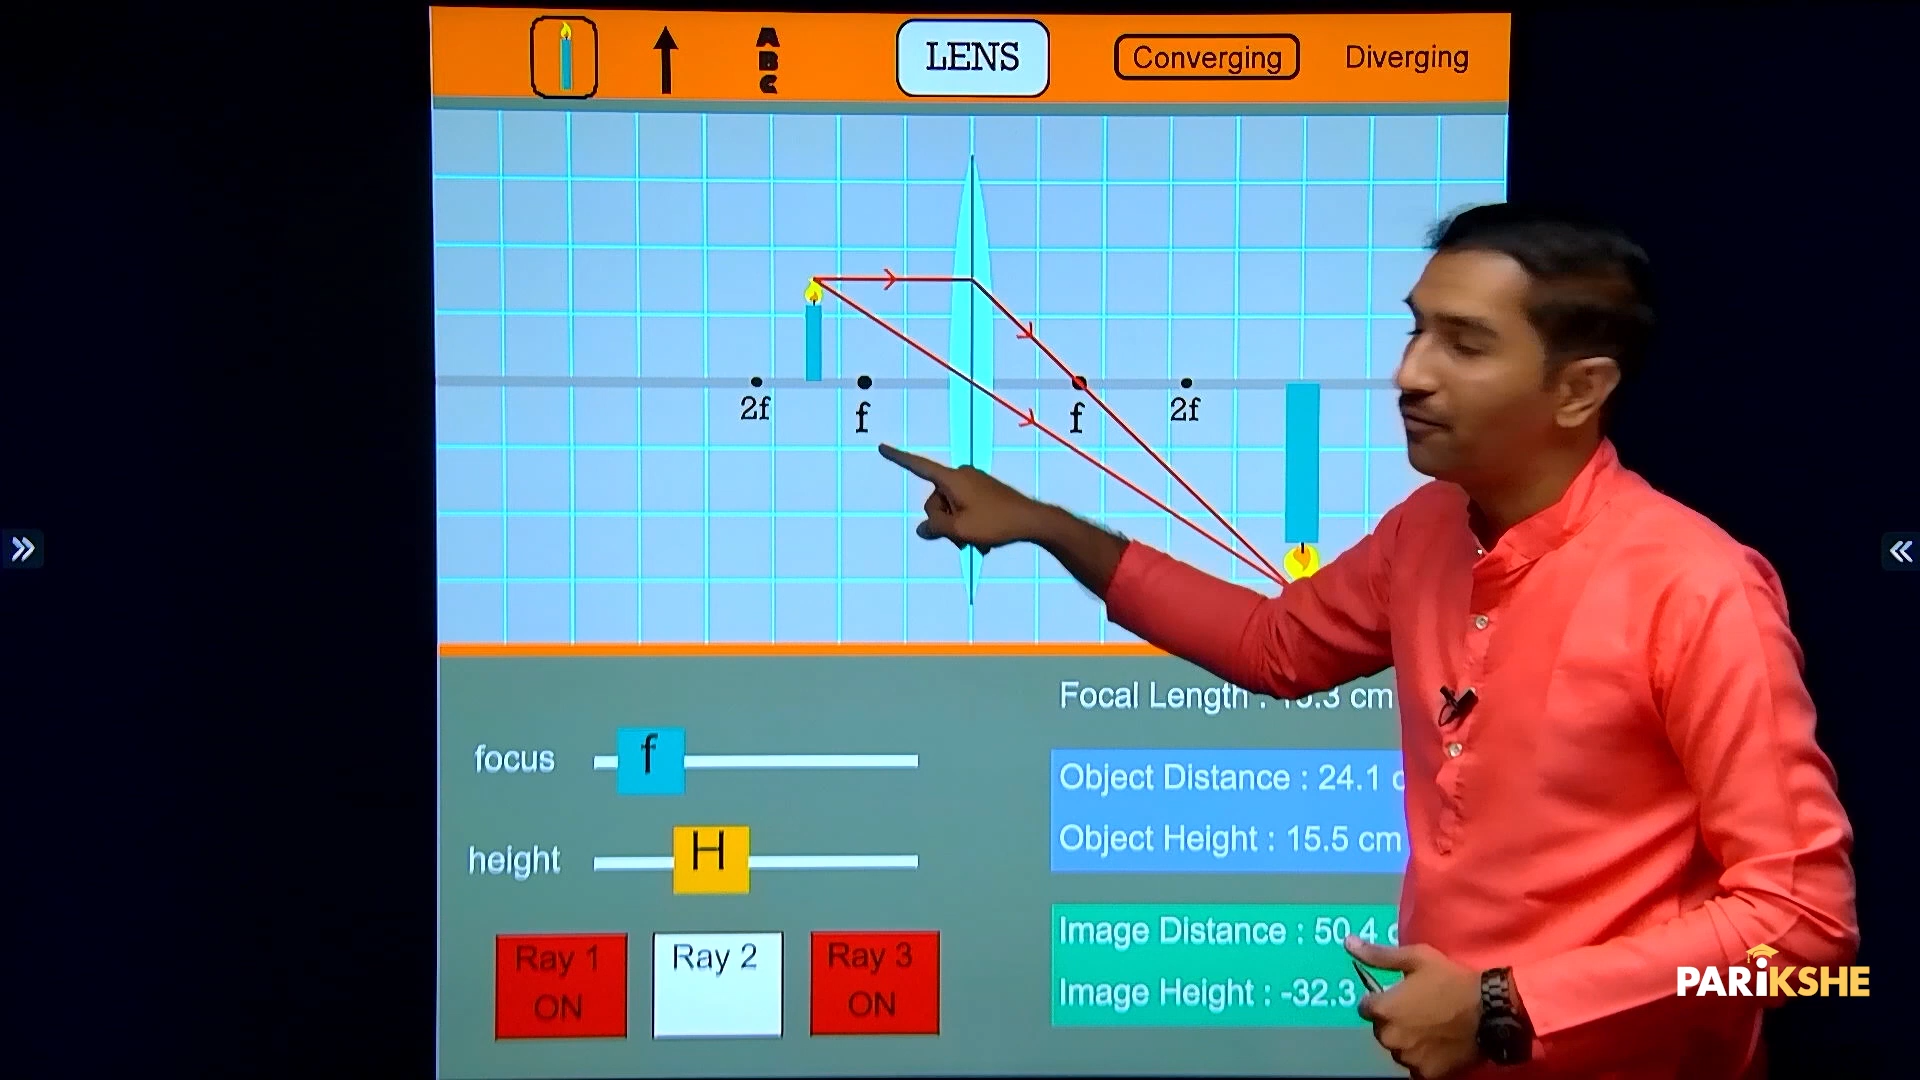 A
B
C
LENS
Converging
Diverging
2f
f
f
2f
Focal Length :
.3 cm
focus
f
Object Distance : 24.1
Object Height : 15.5 cm
height
H
Image Distance : 50.4
Image Height : -32.3
Ray 1
ON
Ray 2
Ray 3
ON
PARiKSHE